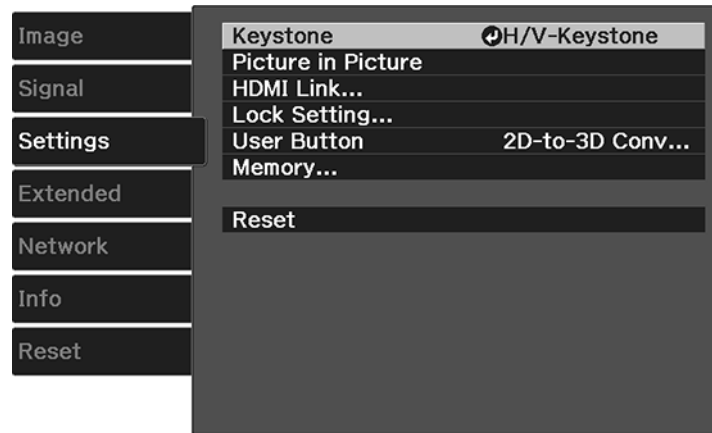 Image
Signal
Settings
Extended
Network
Info
Reset
Keystone H/V-Keystone
Picture in Picture
HDMI Link...
Lock Setting...
User Button 2D-to-3D Conv...
Memory...
Reset